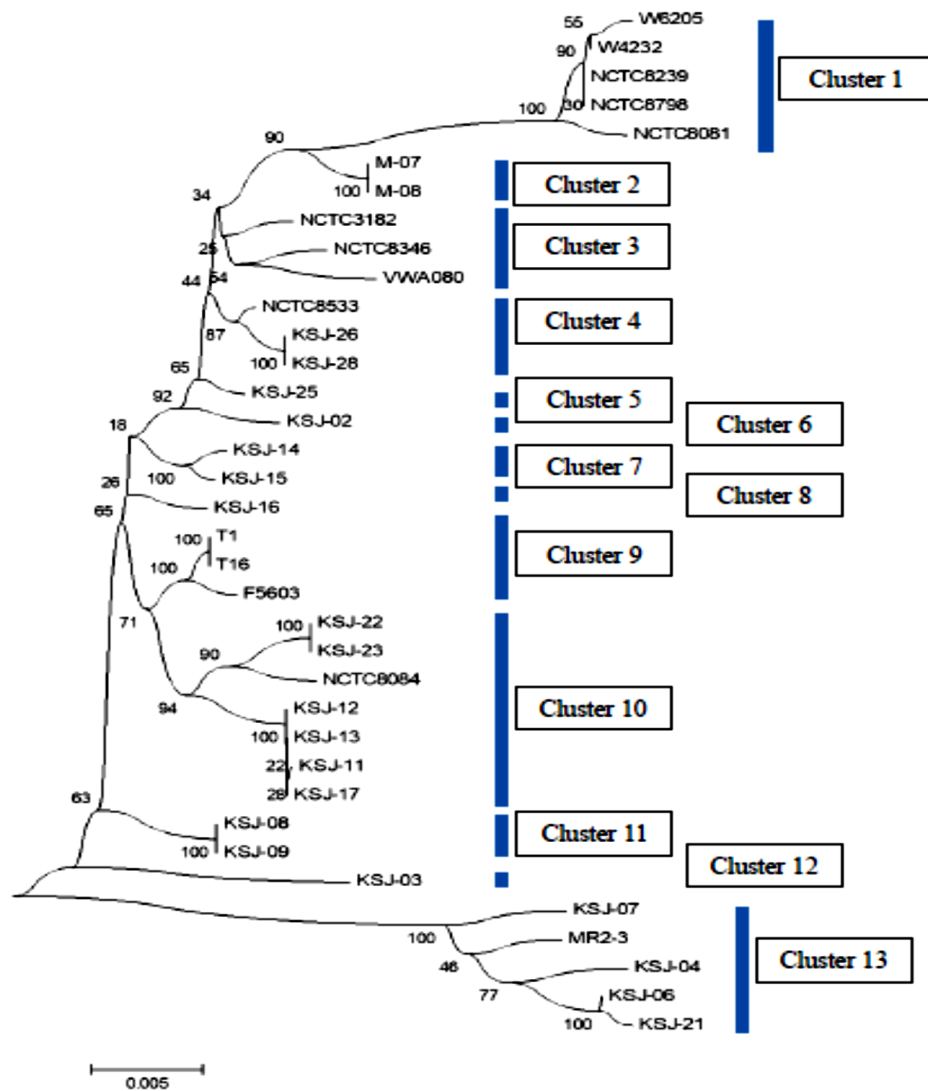 W6205
55
W4232
90
NCTC8239
Cluster 1
30 NCTC8798
100
NCTC8081
90
M-07
100 M-08
Cluster 2
34
NCTC3182
25
NCTC8346
Cluster 3
54
VWA080
44
NCTC8533
87
KSJ-26
Cluster 4
100 KSJ-28
65
KSJ-25
Cluster 5
92
KSJ-02
Cluster 6
18
KSJ-14
Cluster 7
100 KSJ-15
26
KSJ-16
Cluster 8
65
100 T1
T16
Cluster 9
100
F5603
71
100 KSJ-22
KSJ-23
90
NCTC8084
94
KSJ-12
Cluster 10
100 KSJ-13
22 KSJ-11
28 KSJ-17
63
KSJ-08
Cluster 11
100 KSJ-09
KSJ-03
Cluster 12
KSJ-07
100
MR2-3
46
Cluster 13
KSJ-04
77
KSJ-06
100 KSJ-21
0.005